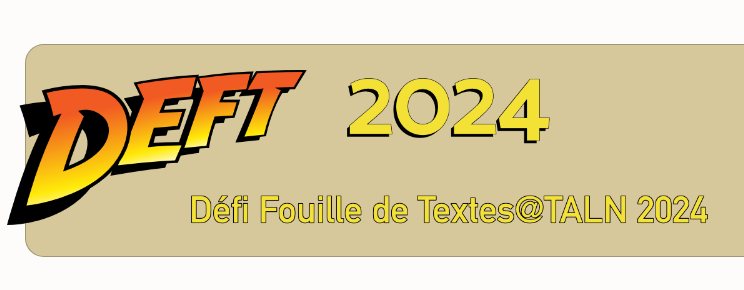 DEFT 2024
Défi Fouille de Textes@TALN 2024